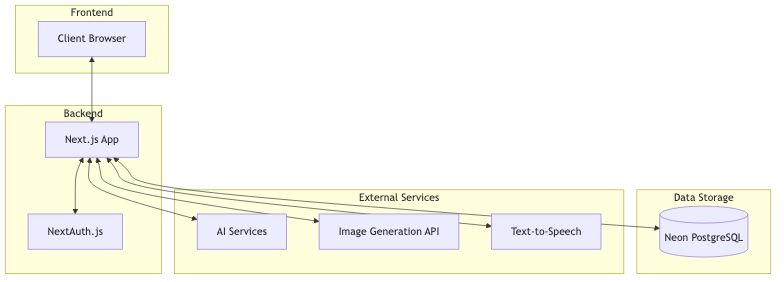 Frontend
Client Browser
Backend
Next.js App
NextAuth.js
External Services
AI Services
Image Generation API
Text-to-Speech
Data Storage
Neon PostgreSQL